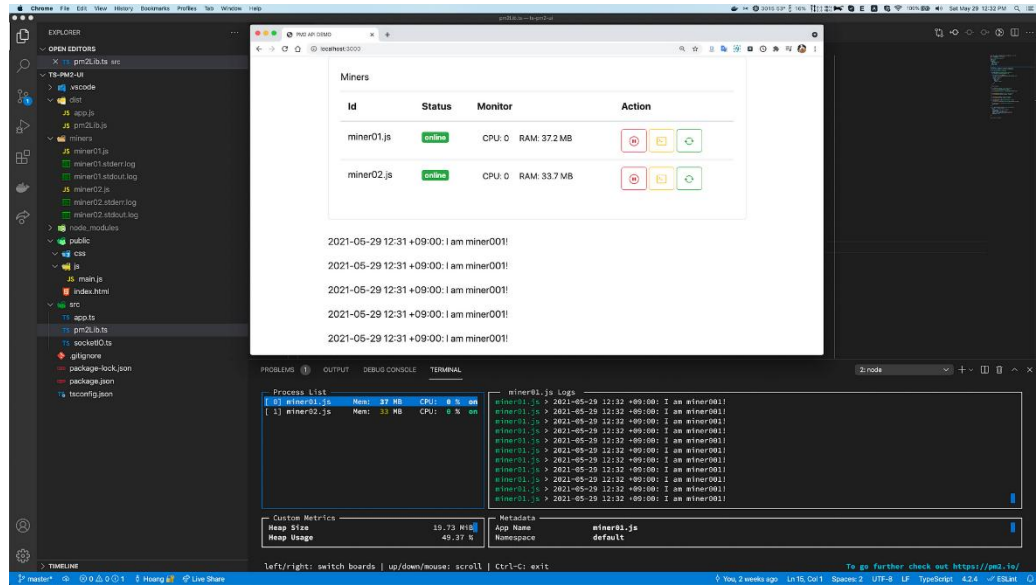 Chrome File Edit View History Bookmarks Profiles Tab Window Help
100% Sat May 29 12:32 PM
pm2Lib.ts — ts-pm2-ui
EXPLORER
OPEN EDITORS
TS pm2Lib.ts src
TS-PM2-UI
.vscode
dist
JS app.js
JS pm2Lib.js
miners
JS miner01.js
miner01.stderr.log
miner01.stdout.log
JS miner02.js
miner02.stderr.log
miner02.stdout.log
node_modules
public
css
js
JS main.js
index.html
src
TS app.ts
TS pm2Lib.ts
TS socketIO.ts
.gitignore
package-lock.json
package.json
tsconfig.json
TIMELINE
PM2 API DEMO
localhost:3000
Miners
Id Status Monitor Action
miner01.js online CPU: 0 RAM: 37.2 MB
miner02.js online CPU: 0 RAM: 33.7 MB
2021-05-29 12:31 +09:00: I am miner001!
2021-05-29 12:31 +09:00: I am miner001!
2021-05-29 12:31 +09:00: I am miner001!
2021-05-29 12:31 +09:00: I am miner001!
2021-05-29 12:31 +09:00: I am miner001!
PROBLEMS 1 OUTPUT DEBUG CONSOLE TERMINAL
2: node
Process List
[ 0] miner01.js Mem: 37 MB CPU: 0 % on
[ 1] miner02.js Mem: 33 MB CPU: 0 % on
miner01.js Logs
miner01.js > 2021-05-29 12:32 +09:00: I am miner001!
miner01.js > 2021-05-29 12:32 +09:00: I am miner001!
miner01.js > 2021-05-29 12:32 +09:00: I am miner001!
miner01.js > 2021-05-29 12:32 +09:00: I am miner001!
miner01.js > 2021-05-29 12:32 +09:00: I am miner001!
miner01.js > 2021-05-29 12:32 +09:00: I am miner001!
miner01.js > 2021-05-29 12:32 +09:00: I am miner001!
miner01.js > 2021-05-29 12:32 +09:00: I am miner001!
miner01.js > 2021-05-29 12:32 +09:00: I am miner001!
miner01.js > 2021-05-29 12:32 +09:00: I am miner001!
miner01.js > 2021-05-29 12:32 +09:00: I am miner001!
Custom Metrics
Heap Size 19.73 MiB
Heap Usage 49.37 %
Metadata
App Name miner01.js
Namespace default
left/right: switch boards | up/down/mouse: scroll | Ctrl-C: exit
To go further check out https://pm2.io/
master* 0 0 1 Hoang Live Share
You, 2 weeks ago Ln 15, Col 1 Spaces: 2 UTF-8 LF TypeScript 4.2.4 ESLint